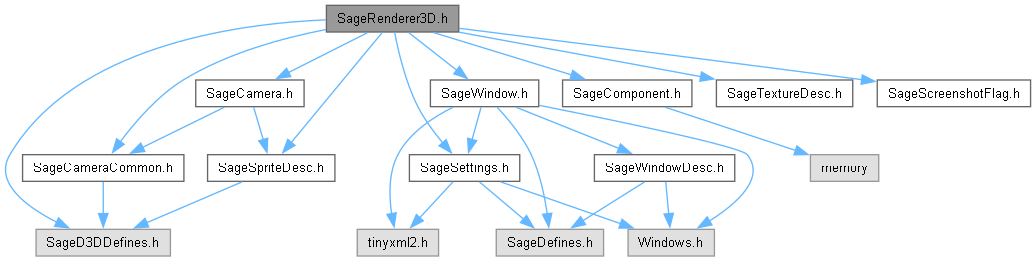 SageRenderer3D.h
SageCamera.h
SageWindow.h
SageComponent.h
SageTextureDesc.h
SageScreenshotFlag.h
SageCameraCommon.h
SageSpriteDesc.h
SageSettings.h
SageWindowDesc.h
memory
SageD3DDefines.h
tinyxml2.h
SageDefines.h
Windows.h